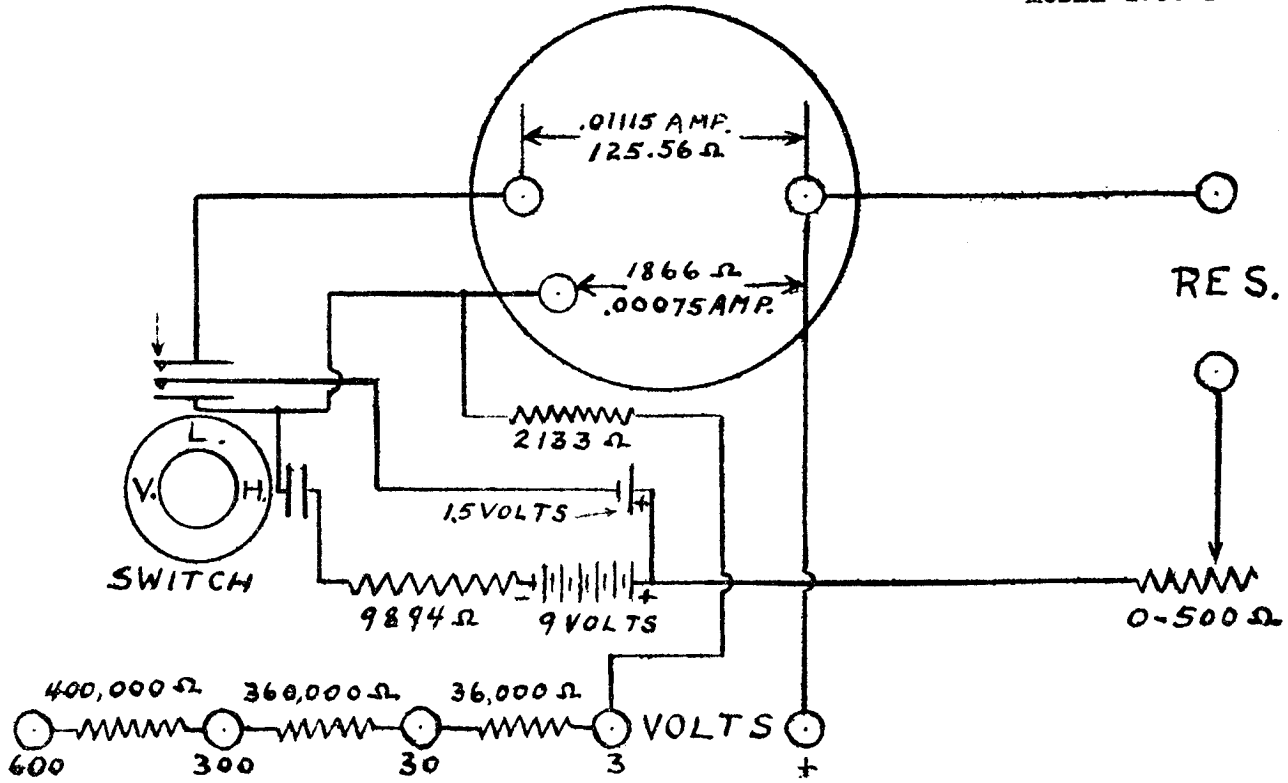 .01115 AMP.
125.56 Ω
1866 Ω
.00075 AMP.
RES.
2133 Ω
L.
V. H.
1.5 VOLTS
+
SWITCH
9894 Ω
- +
9 VOLTS
0-500 Ω
400,000 Ω 360,000 Ω 36,000 Ω
VOLTS
600 300 30 3 +